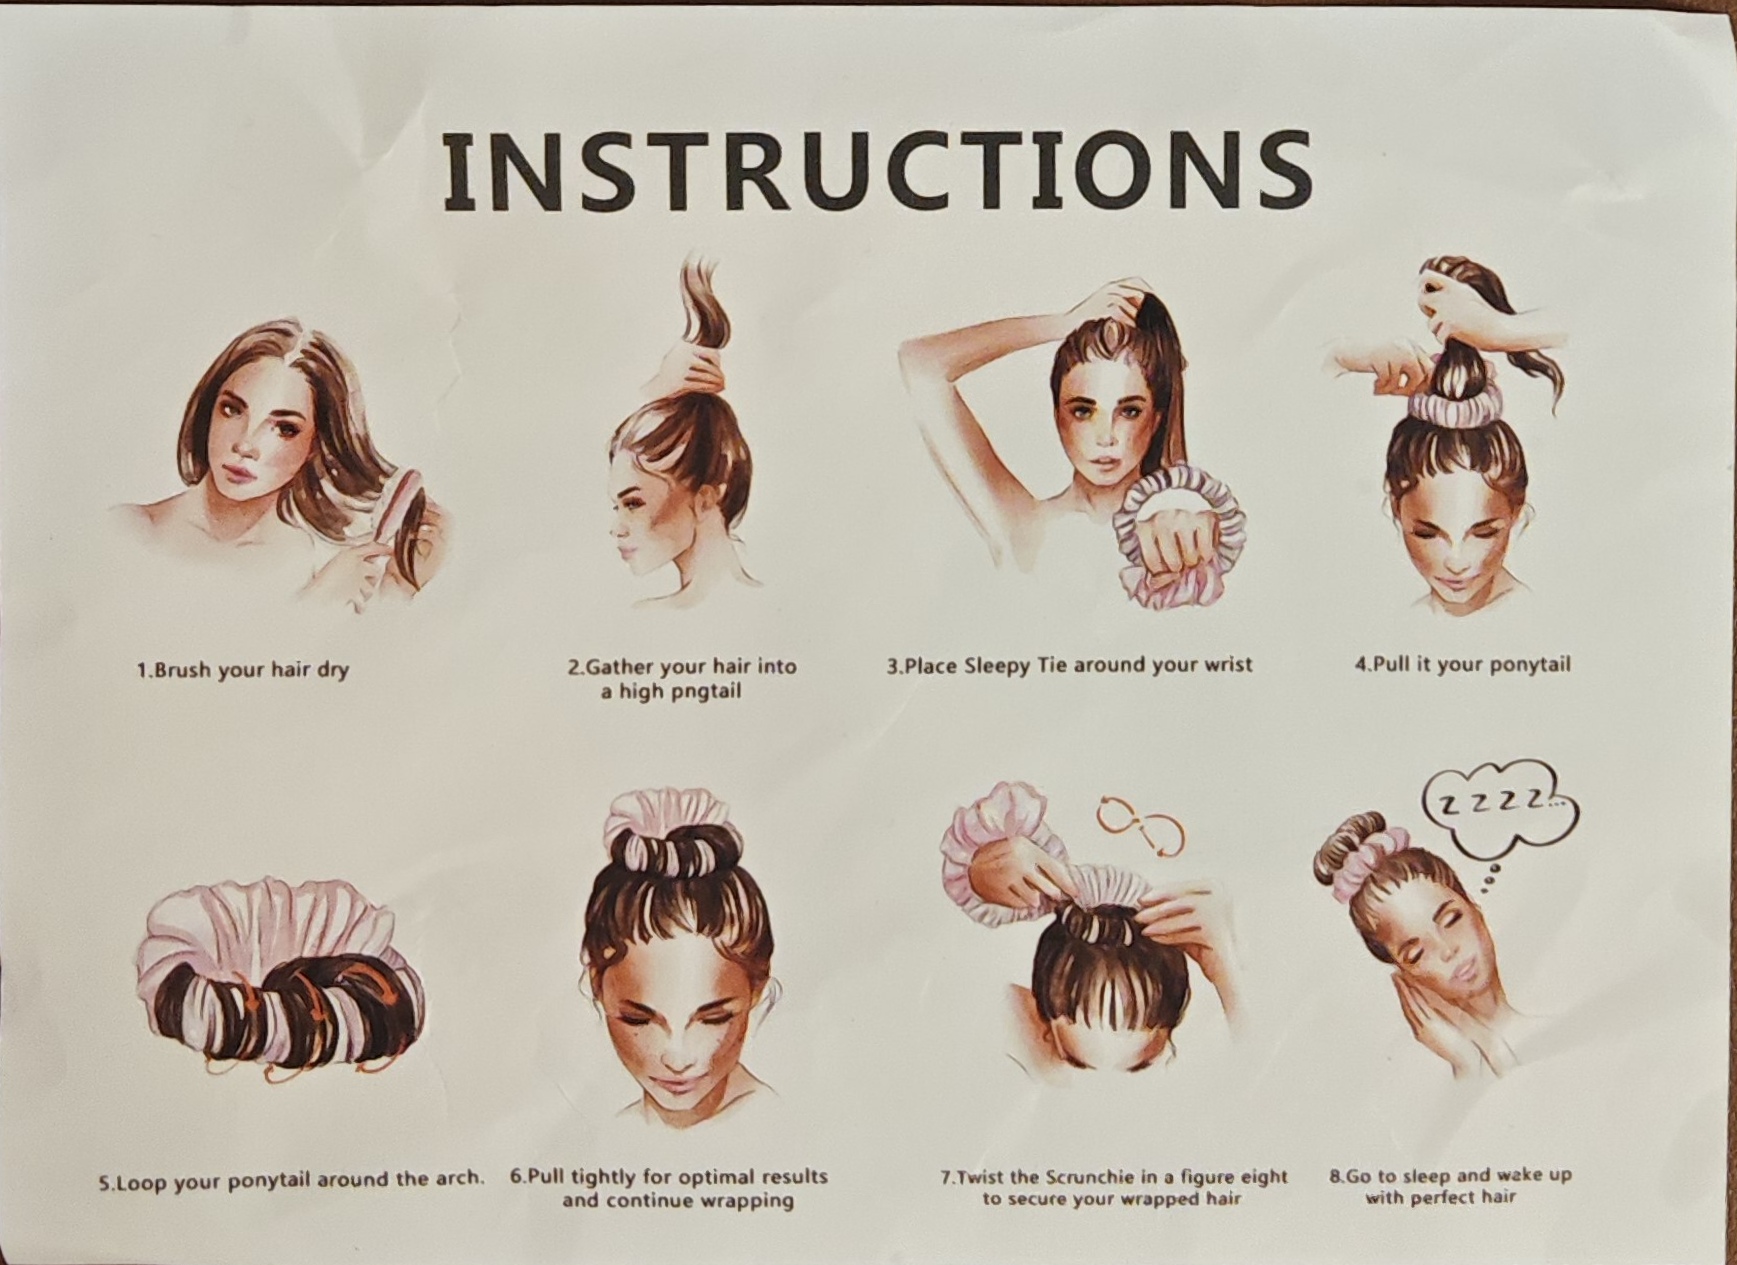 INSTRUCTIONS
1.Brush your hair dry
2.Gather your hair into
a high pngtail
3.Place Sleepy Tie around your wrist
4.Pull it your ponytail
zzzz...
5.Loop your ponytail around the arch.
6.Pull tightly for optimal results
and continue wrapping
7.Twist the Scrunchie in a figure eight
to secure your wrapped hair
8.Go to sleep and wake up
with perfect hair